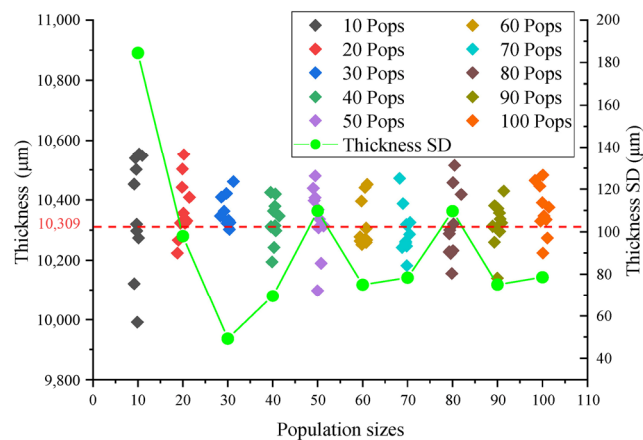 11,000
10,800
10,600
10,400
10,309
10,200
10,000
9,800
Thickness (μm)
10 Pops
20 Pops
30 Pops
40 Pops
50 Pops
60 Pops
70 Pops
80 Pops
90 Pops
100 Pops
Thickness SD
200
180
160
140
120
100
80
60
40
Thickness SD (μm)
0 10 20 30 40 50 60 70 80 90 100 110
Population sizes